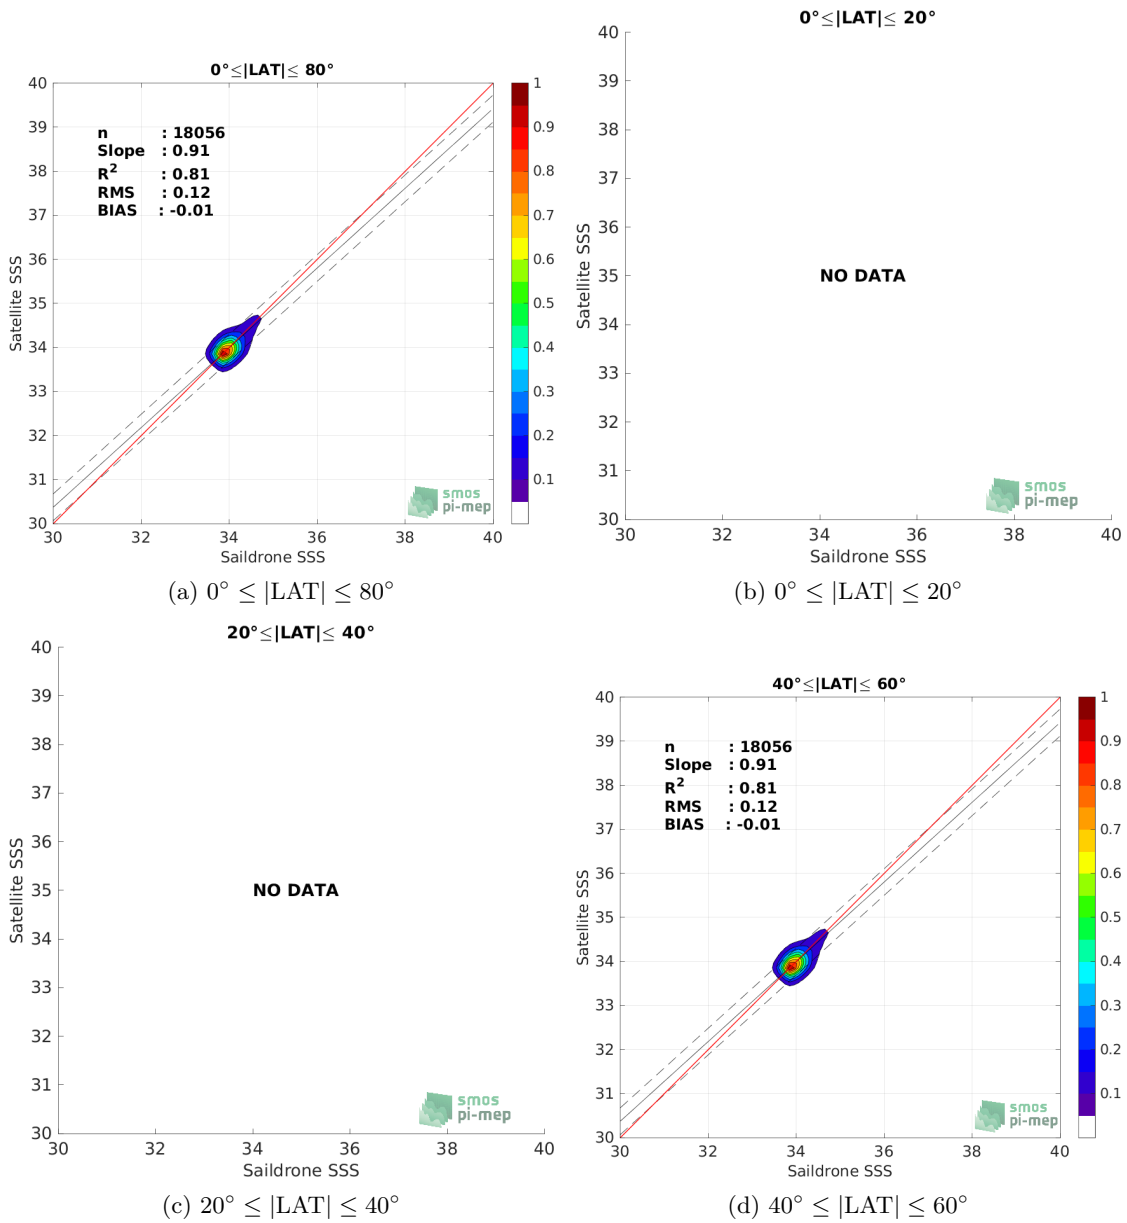 0°≤|LAT|≤ 80°
40
39
38
37
36
35
34
33
32
31
30
Satellite SSS
n : 18056
Slope : 0.91
R² : 0.81
RMS : 0.12
BIAS : -0.01
1
0.9
0.8
0.7
0.6
0.5
0.4
0.3
0.2
0.1
smos
pi-mep
30 32 34 36 38 40
Saildrone SSS
(a) 0° ≤ |LAT| ≤ 80°
0°≤|LAT|≤ 20°
40
39
38
37
36
35
34
33
32
31
30
Satellite SSS
NO DATA
smos
pi-mep
30 32 34 36 38 40
Saildrone SSS
(b) 0° ≤ |LAT| ≤ 20°
20°≤|LAT|≤ 40°
40
39
38
37
36
35
34
33
32
31
30
Satellite SSS
NO DATA
smos
pi-mep
30 32 34 36 38 40
Saildrone SSS
(c) 20° ≤ |LAT| ≤ 40°
40°≤|LAT|≤ 60°
40
39
38
37
36
35
34
33
32
31
30
Satellite SSS
n : 18056
Slope : 0.91
R² : 0.81
RMS : 0.12
BIAS : -0.01
1
0.9
0.8
0.7
0.6
0.5
0.4
0.3
0.2
0.1
smos
pi-mep
30 32 34 36 38 40
Saildrone SSS
(d) 40° ≤ |LAT| ≤ 60°